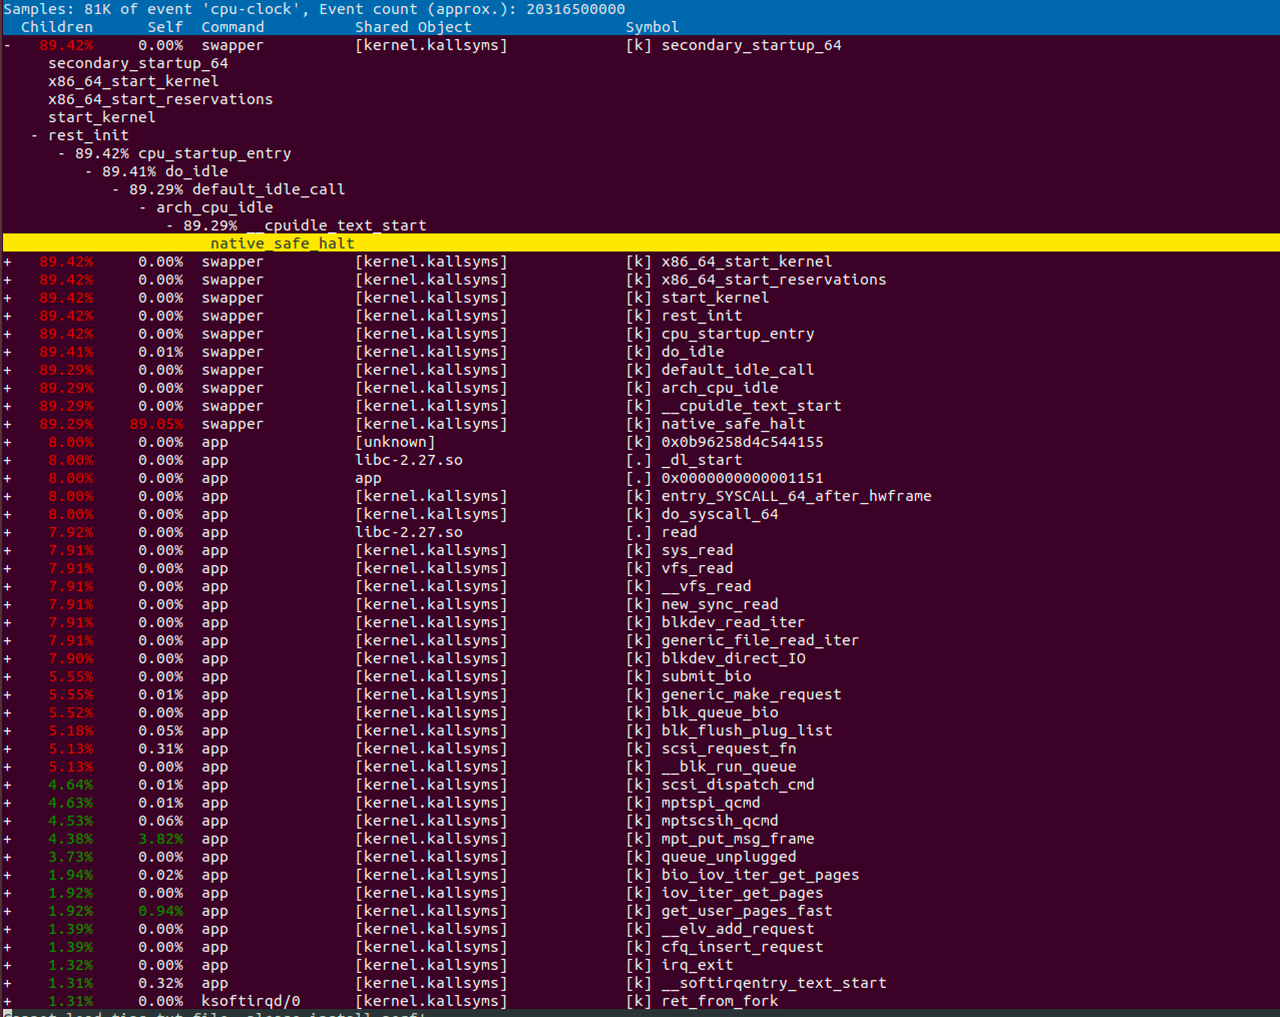 Samples: 81K of event 'cpu-clock', Event count (approx.): 20316500000
Children Self Command Shared Object Symbol
- 89.42% 0.00% swapper [kernel.kallsyms] [k] secondary_startup_64
secondary_startup_64
x86_64_start_kernel
x86_64_start_reservations
start_kernel
- rest_init
- 89.42% cpu_startup_entry
- 89.41% do_idle
- 89.29% default_idle_call
- arch_cpu_idle
- 89.29% __cpuidle_text_start
native_safe_halt
+ 89.42% 0.00% swapper [kernel.kallsyms] [k] x86_64_start_kernel
+ 89.42% 0.00% swapper [kernel.kallsyms] [k] x86_64_start_reservations
+ 89.42% 0.00% swapper [kernel.kallsyms] [k] start_kernel
+ 89.42% 0.00% swapper [kernel.kallsyms] [k] rest_init
+ 89.42% 0.00% swapper [kernel.kallsyms] [k] cpu_startup_entry
+ 89.41% 0.01% swapper [kernel.kallsyms] [k] do_idle
+ 89.29% 0.00% swapper [kernel.kallsyms] [k] default_idle_call
+ 89.29% 0.00% swapper [kernel.kallsyms] [k] arch_cpu_idle
+ 89.29% 0.00% swapper [kernel.kallsyms] [k] __cpuidle_text_start
+ 89.29% 89.05% swapper [kernel.kallsyms] [k] native_safe_halt
+ 8.00% 0.00% app [unknown] [k] 0x0b96258d4c544155
+ 8.00% 0.00% app libc-2.27.so [.] _dl_start
+ 8.00% 0.00% app app [.] 0x0000000000001151
+ 8.00% 0.00% app [kernel.kallsyms] [k] entry_SYSCALL_64_after_hwframe
+ 8.00% 0.00% app [kernel.kallsyms] [k] do_syscall_64
+ 7.92% 0.00% app libc-2.27.so [.] read
+ 7.91% 0.00% app [kernel.kallsyms] [k] sys_read
+ 7.91% 0.00% app [kernel.kallsyms] [k] vfs_read
+ 7.91% 0.00% app [kernel.kallsyms] [k] __vfs_read
+ 7.91% 0.00% app [kernel.kallsyms] [k] new_sync_read
+ 7.91% 0.00% app [kernel.kallsyms] [k] blkdev_read_iter
+ 7.91% 0.00% app [kernel.kallsyms] [k] generic_file_read_iter
+ 7.90% 0.00% app [kernel.kallsyms] [k] blkdev_direct_IO
+ 5.55% 0.00% app [kernel.kallsyms] [k] submit_bio
+ 5.55% 0.01% app [kernel.kallsyms] [k] generic_make_request
+ 5.52% 0.00% app [kernel.kallsyms] [k] blk_queue_bio
+ 5.18% 0.05% app [kernel.kallsyms] [k] blk_flush_plug_list
+ 5.13% 0.31% app [kernel.kallsyms] [k] scsi_request_fn
+ 5.13% 0.00% app [kernel.kallsyms] [k] __blk_run_queue
+ 4.64% 0.01% app [kernel.kallsyms] [k] scsi_dispatch_cmd
+ 4.63% 0.01% app [kernel.kallsyms] [k] mptspi_qcmd
+ 4.53% 0.06% app [kernel.kallsyms] [k] mptscsih_qcmd
+ 4.38% 3.82% app [kernel.kallsyms] [k] mpt_put_msg_frame
+ 3.73% 0.00% app [kernel.kallsyms] [k] queue_unplugged
+ 1.94% 0.02% app [kernel.kallsyms] [k] bio_iov_iter_get_pages
+ 1.92% 0.00% app [kernel.kallsyms] [k] iov_iter_get_pages
+ 1.92% 0.94% app [kernel.kallsyms] [k] get_user_pages_fast
+ 1.39% 0.00% app [kernel.kallsyms] [k] __elv_add_request
+ 1.39% 0.00% app [kernel.kallsyms] [k] cfq_insert_request
+ 1.32% 0.00% app [kernel.kallsyms] [k] irq_exit
+ 1.31% 0.32% app [kernel.kallsyms] [k] __softirqentry_text_start
+ 1.31% 0.00% ksoftirqd/0 [kernel.kallsyms] [k] ret_from_fork